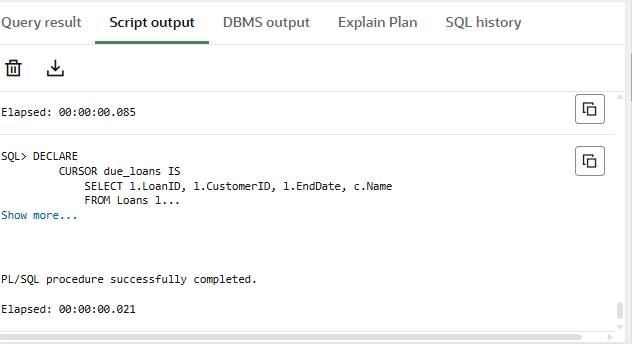 Query result Script output DBMS output Explain Plan SQL history
Elapsed: 00:00:00.085
SQL> DECLARE
CURSOR due_loans IS
SELECT l.LoanID, l.CustomerID, l.EndDate, c.Name
FROM Loans l...
Show more...
PL/SQL procedure successfully completed.
Elapsed: 00:00:00.021